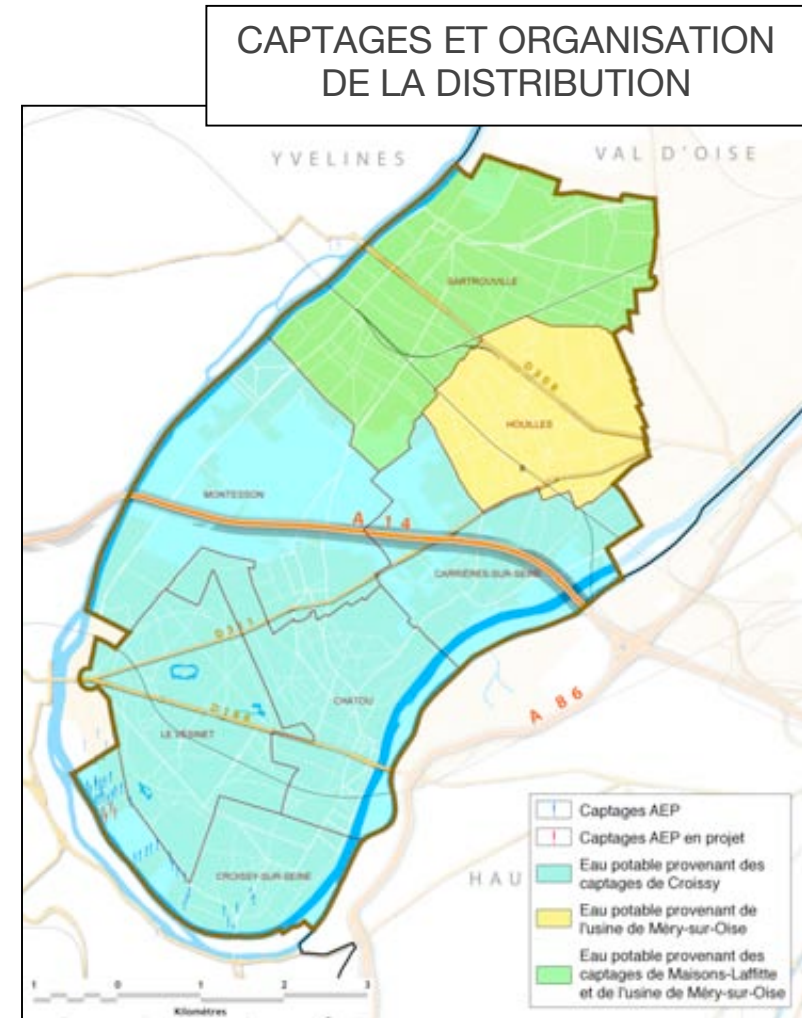 CAPTAGES ET ORGANISATION
DE LA DISTRIBUTION
YVELINES
VAL D'OISE
SARTROUVILLE
D308
HOUILLES
MONTESSON
A 14
CARRIÈRES-SUR-SEINE
D311
CHATOU
A 86
D186
LE VÉSINET
CROISSY-SUR-SEINE
HAU
Captages AEP
Captages AEP en projet
Eau potable provenant des
captages de Croissy
Eau potable provenant de
l'usine de Méry-sur-Oise
Eau potable provenant des
captages de Maisons-Laffitte
et de l'usine de Méry-sur-Oise
1 0 1 2 3
Kilomètres